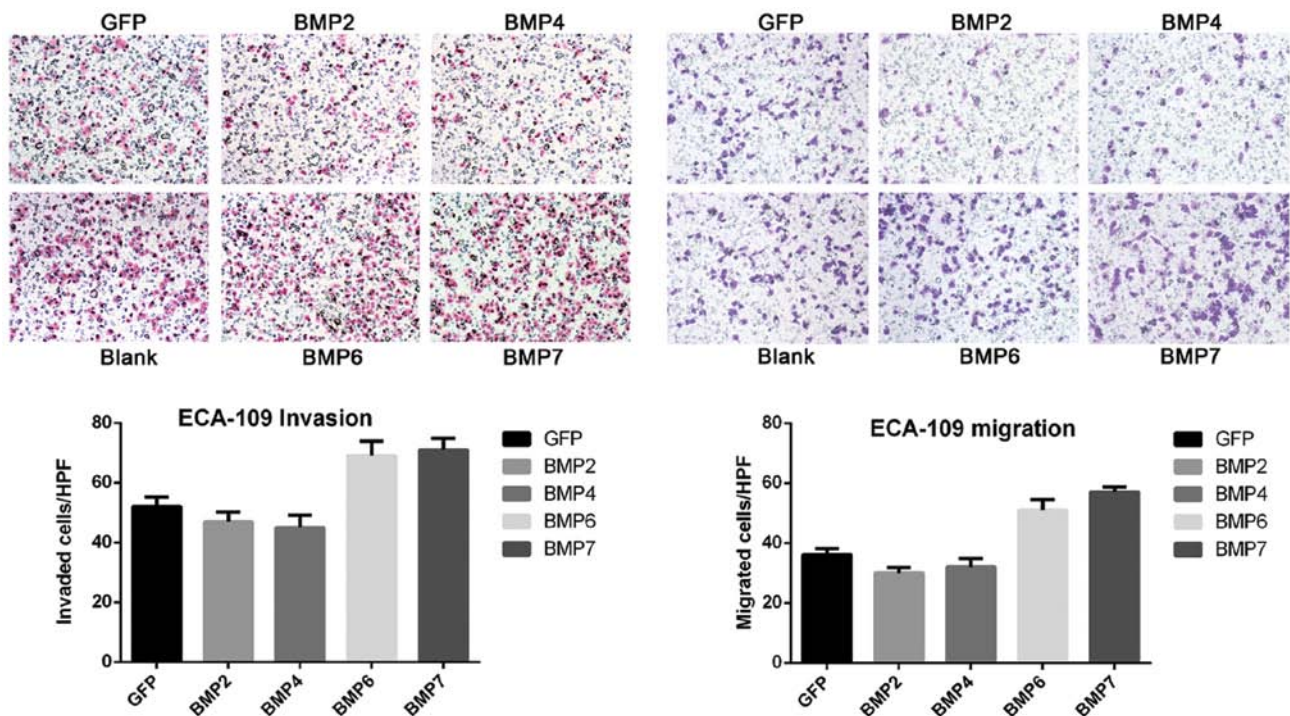 GFP BMP2 BMP4
Blank BMP6 BMP7
GFP BMP2 BMP4
Blank BMP6 BMP7
ECA-109 Invasion
Invaded cells/HPF
80
60
40
20
0
GFP
BMP2
BMP4
BMP6
BMP7
GFP
BMP2
BMP4
BMP6
BMP7
ECA-109 migration
Migrated cells/HPF
80
60
40
20
0
GFP
BMP2
BMP4
BMP6
BMP7
GFP
BMP2
BMP4
BMP6
BMP7